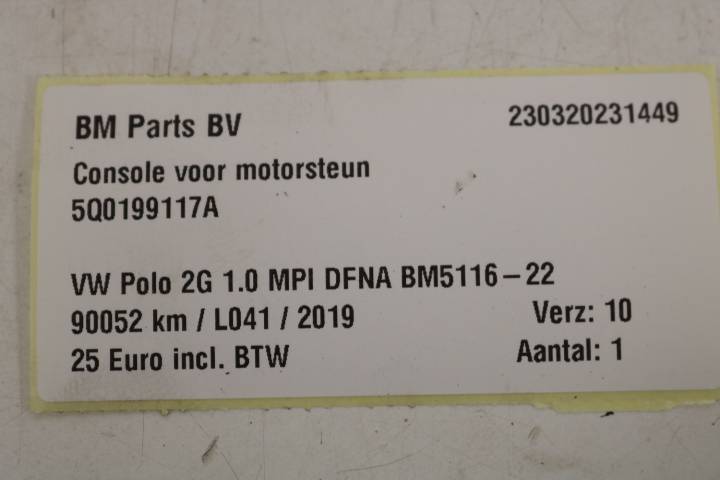 BM Parts BV 230320231449
Console voor motorsteun
5Q0199117A
VW Polo 2G 1.0 MPI DFNA BM5116-22
90052 km / L041 / 2019 Verz: 10
25 Euro incl. BTW Aantal: 1